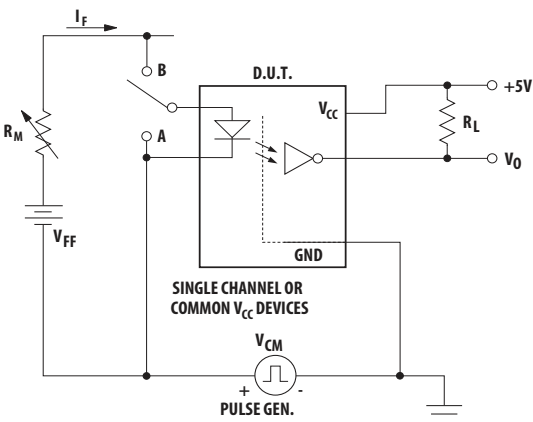 I_F
B
D.U.T.
+5V
V_CC
R_M
A
R_L
V_O
V_FF
GND
SINGLE CHANNEL OR
COMMON V_CC DEVICES
V_CM
+ -
PULSE GEN.